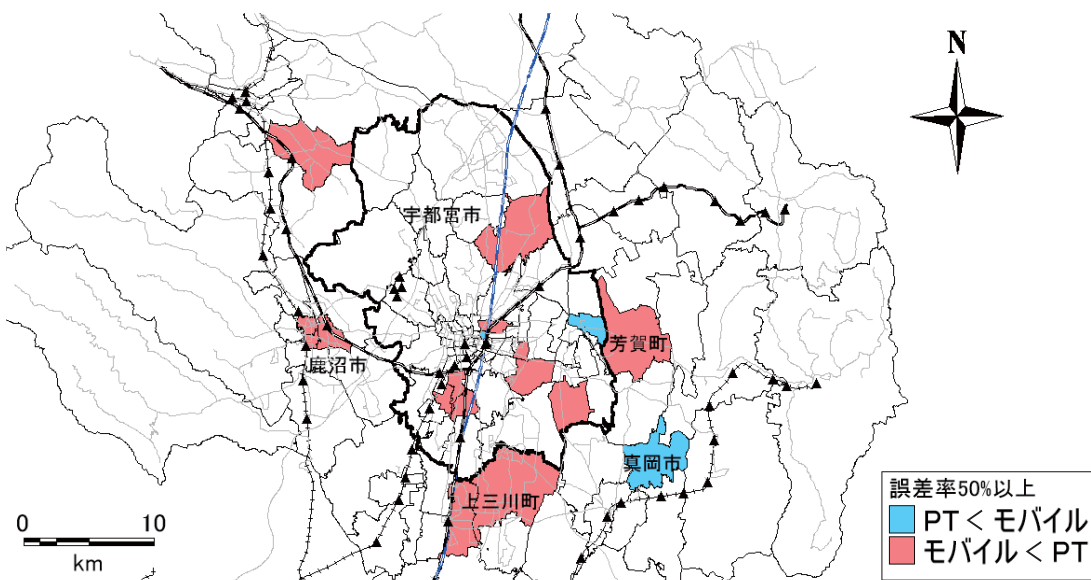 N
宇都宮市
芳賀町
鹿沼市
真岡市
上三川町
0 10
km
誤差率50%以上
PT < モバイル
モバイル < PT